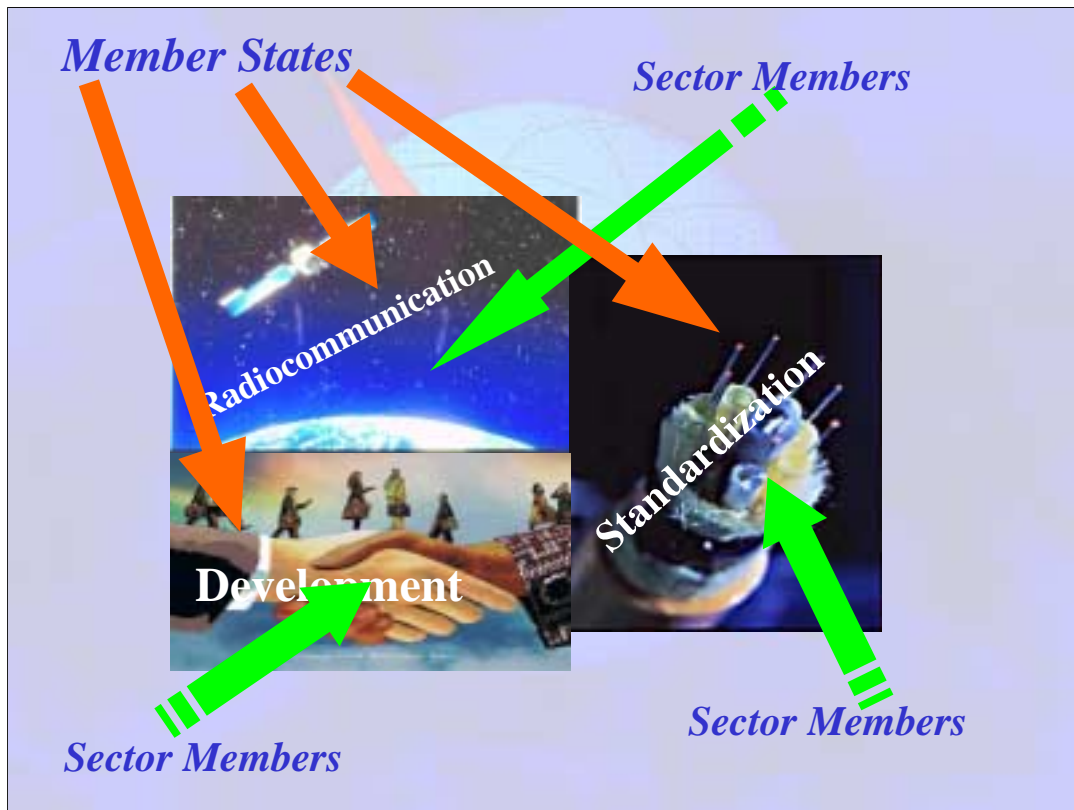 Member States
Sector Members
Radiocommunication
Standardization
Development
Sector Members
Sector Members